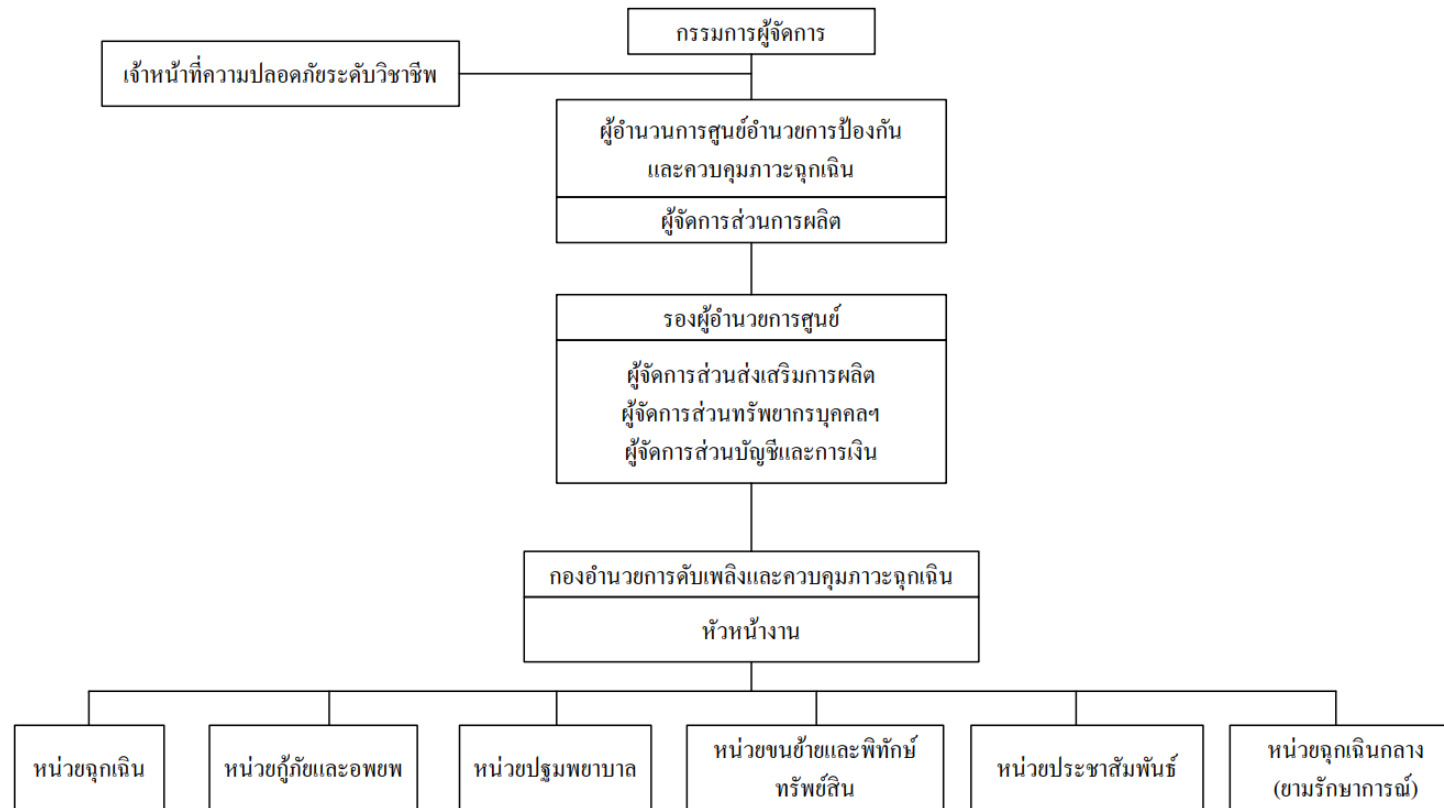 กรรมการผู้จัดการ
เจ้าหน้าที่ความปลอดภัยระดับวิชาชีพ
ผู้อำนวนการศูนย์อำนวยการป้องกัน
และควบคุมภาวะฉุกเฉิน
ผู้จัดการส่วนการผลิต
รองผู้อำนวยการศูนย์
ผู้จัดการส่วนส่งเสริมการผลิต
ผู้จัดการส่วนทรัพยากรบุคคลฯ
ผู้จัดการส่วนบัญชีและการเงิน
กองอำนวยการดับเพลิงและควบคุมภาวะฉุกเฉิน
หัวหน้างาน
หน่วยฉุกเฉิน
หน่วยกู้ภัยและอพยพ
หน่วยปฐมพยาบาล
หน่วยขนย้ายและพิทักษ์
ทรัพย์สิน
หน่วยประชาสัมพันธ์
หน่วยฉุกเฉินกลาง
(ยามรักษาการณ์)